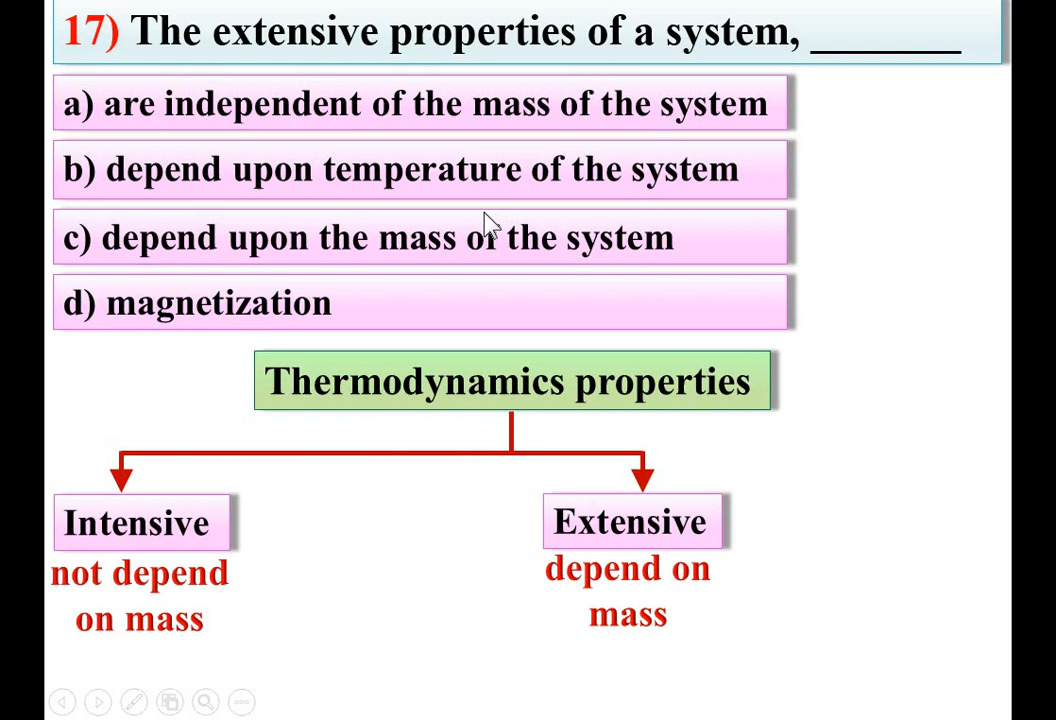 17) The extensive properties of a system, ________
a) are independent of the mass of the system
b) depend upon temperature of the system
c) depend upon the mass of the system
d) magnetization
Thermodynamics properties
Intensive
not depend
on mass
Extensive
depend on
mass